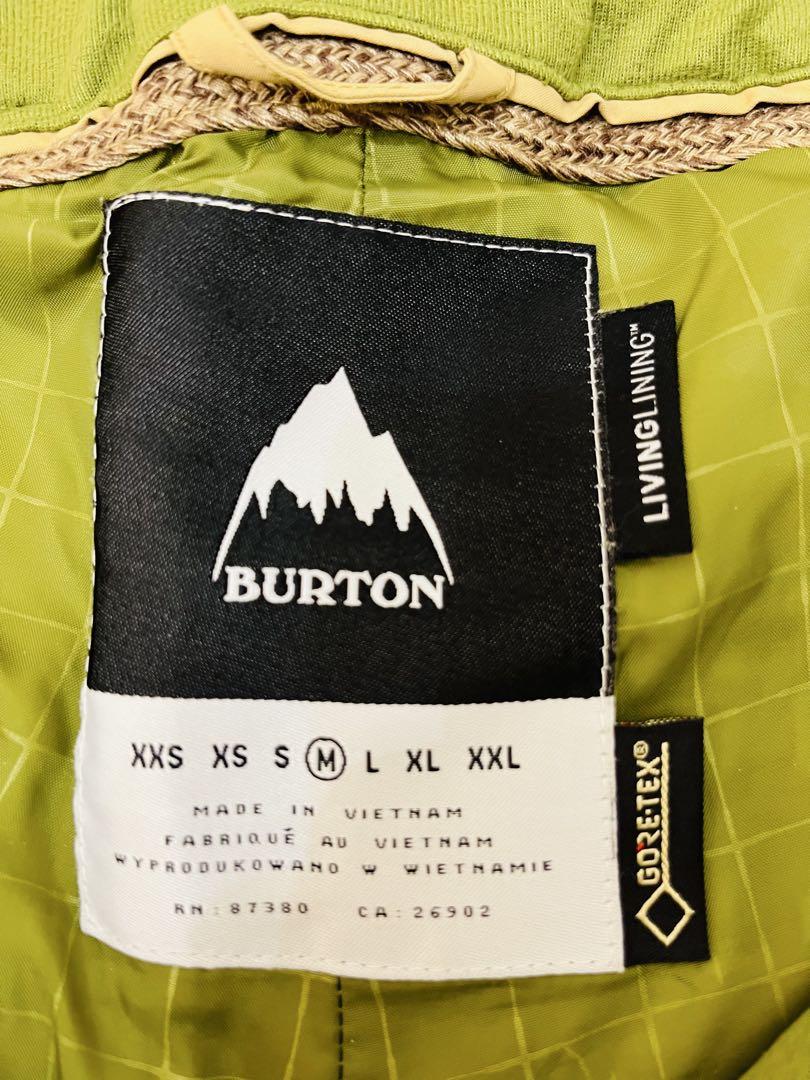 BURTON
XXS XS S M L XL XXL
MADE IN VIETNAM
FABRIQUÉ AU VIETNAM
WYPRODUKOWANO W WIETNAMIE
RN: 87380 CA: 26902
LIVINGLINING™
GORE-TEX®